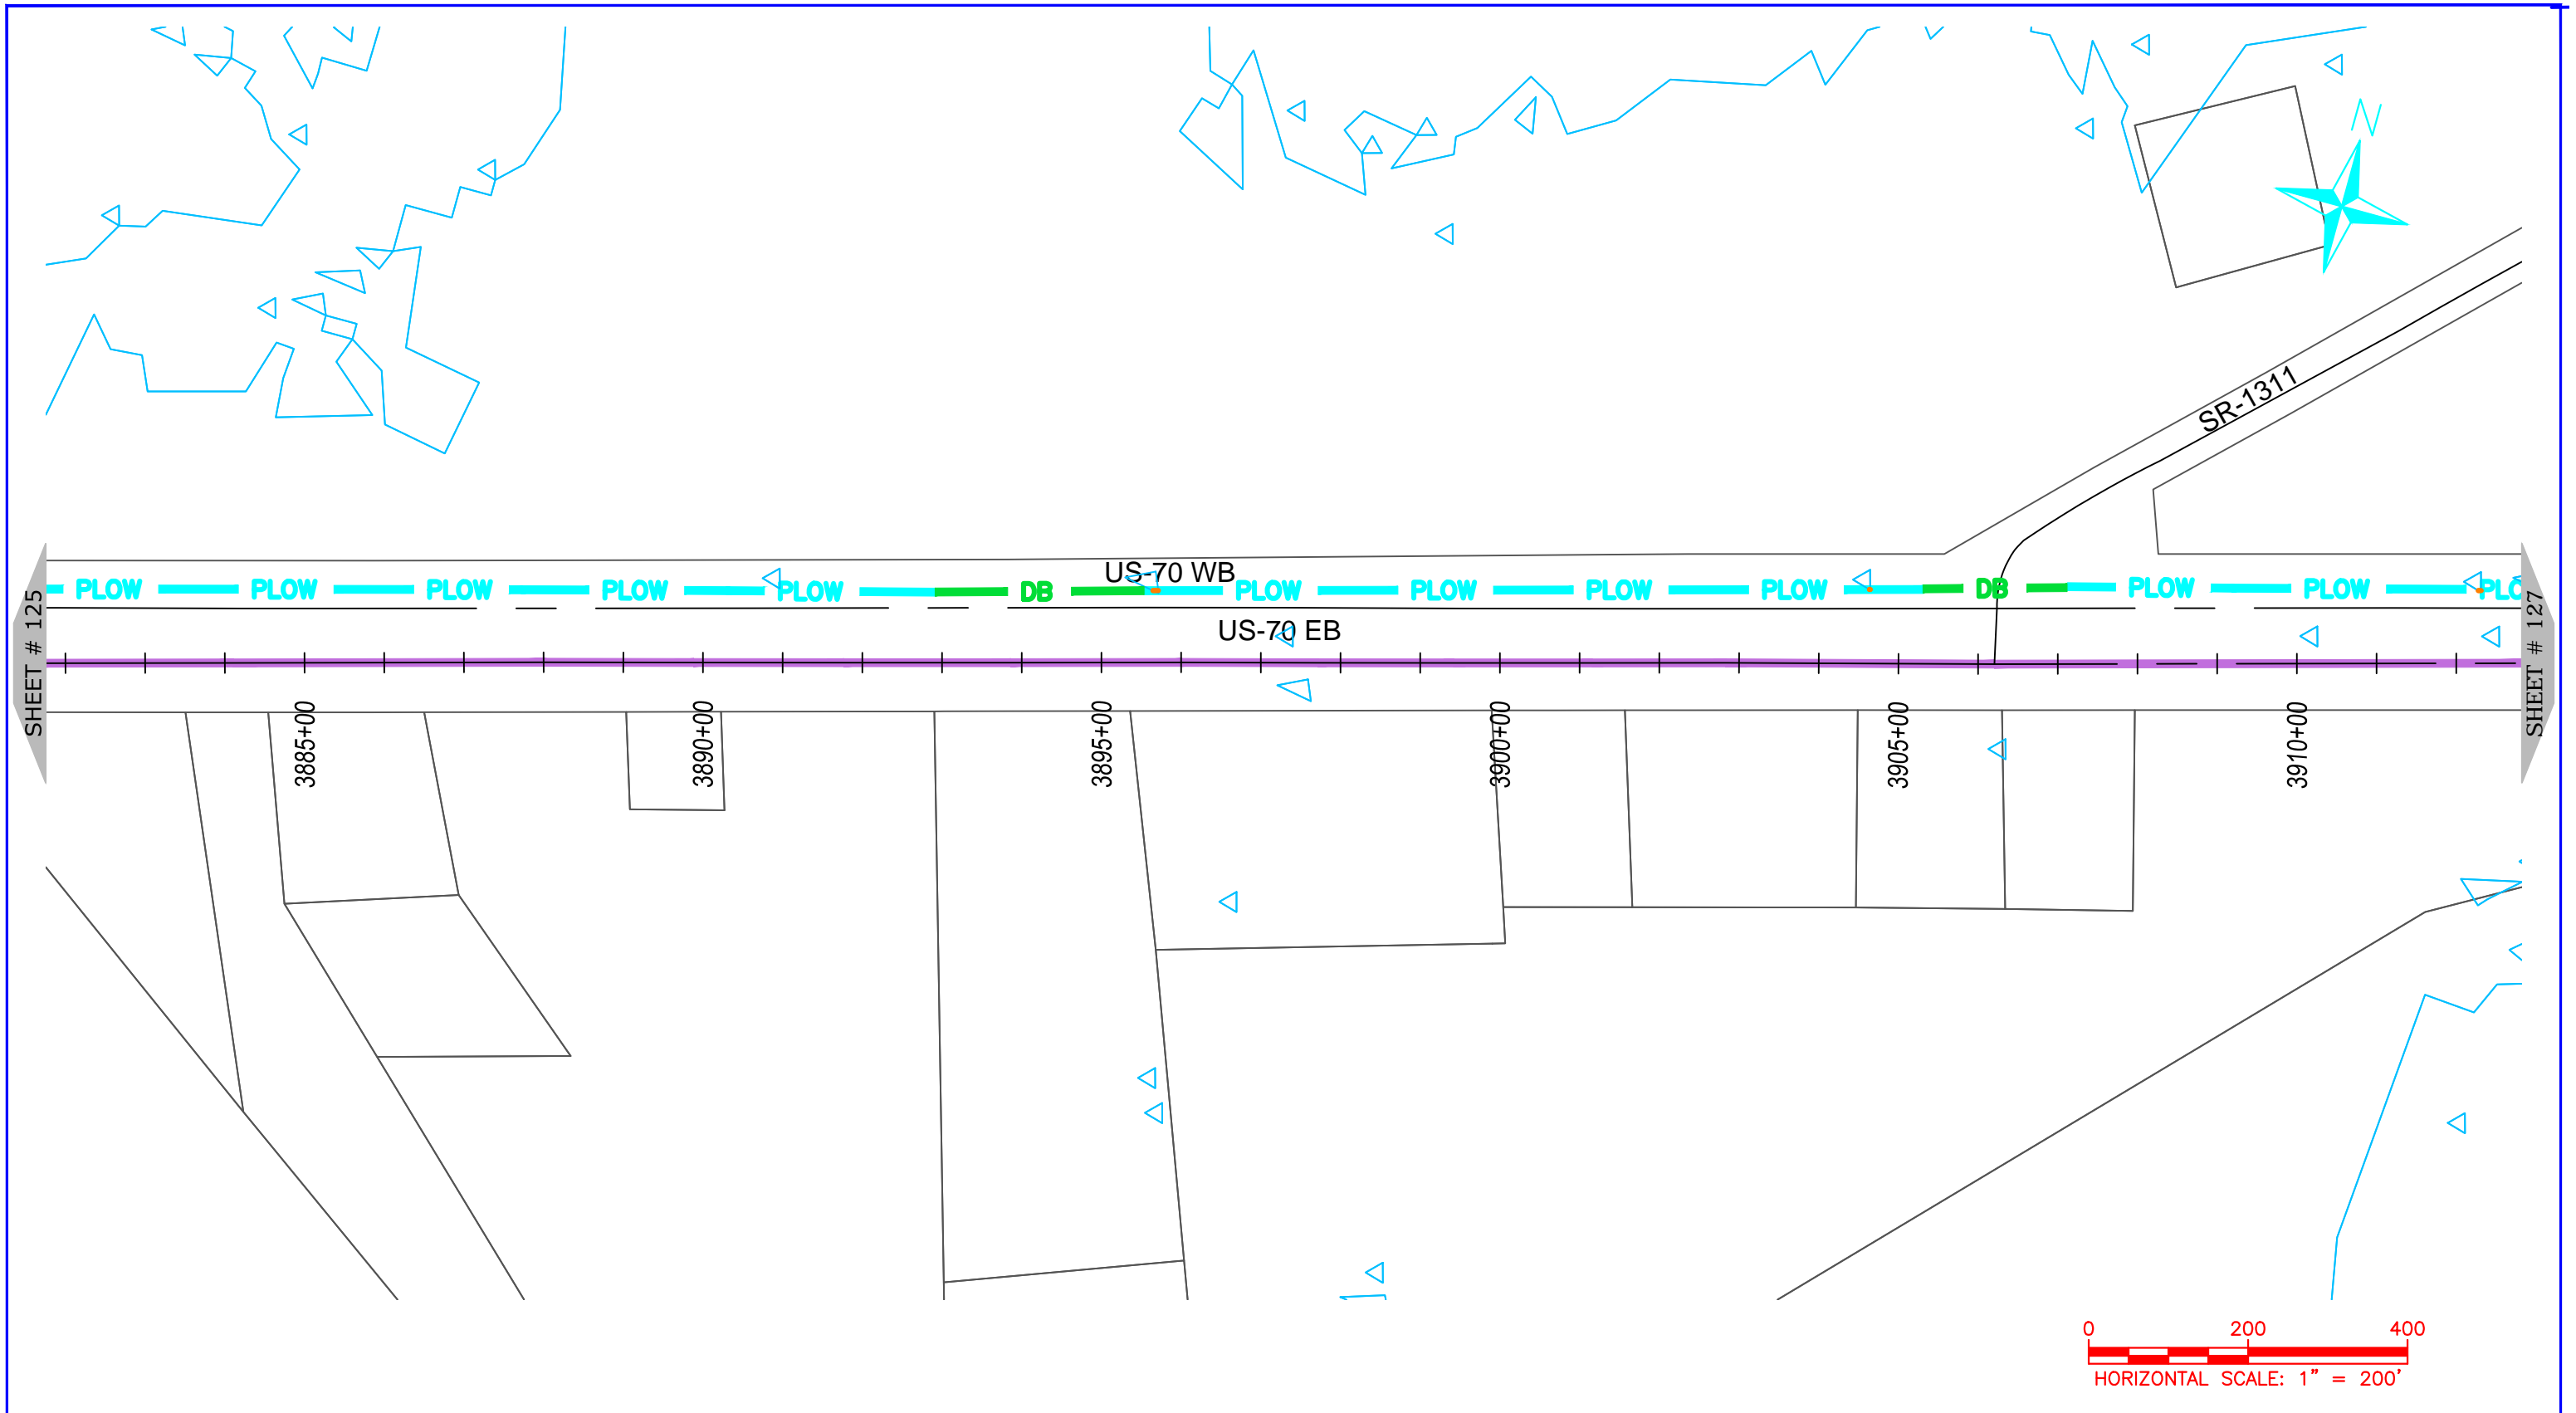 N
SR-1311
US-70 WB
PLOW PLOW PLOW PLOW PLOW DB PLOW PLOW PLOW PLOW DB PLOW PLOW PLO
US-70 EB
SHEET # 125
SHEET # 127
3885+00 3890+00 3895+00 3900+00 3905+00 3910+00
0 200 400
HORIZONTAL SCALE: 1" = 200'